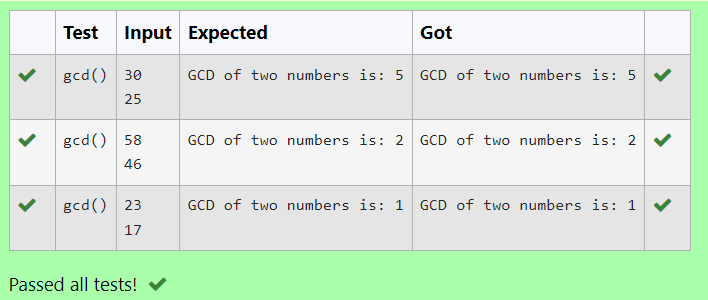 Test Input Expected Got
gcd() 30 GCD of two numbers is: 5 GCD of two numbers is: 5
25
gcd() 58 GCD of two numbers is: 2 GCD of two numbers is: 2
46
gcd() 23 GCD of two numbers is: 1 GCD of two numbers is: 1
17
Passed all tests!